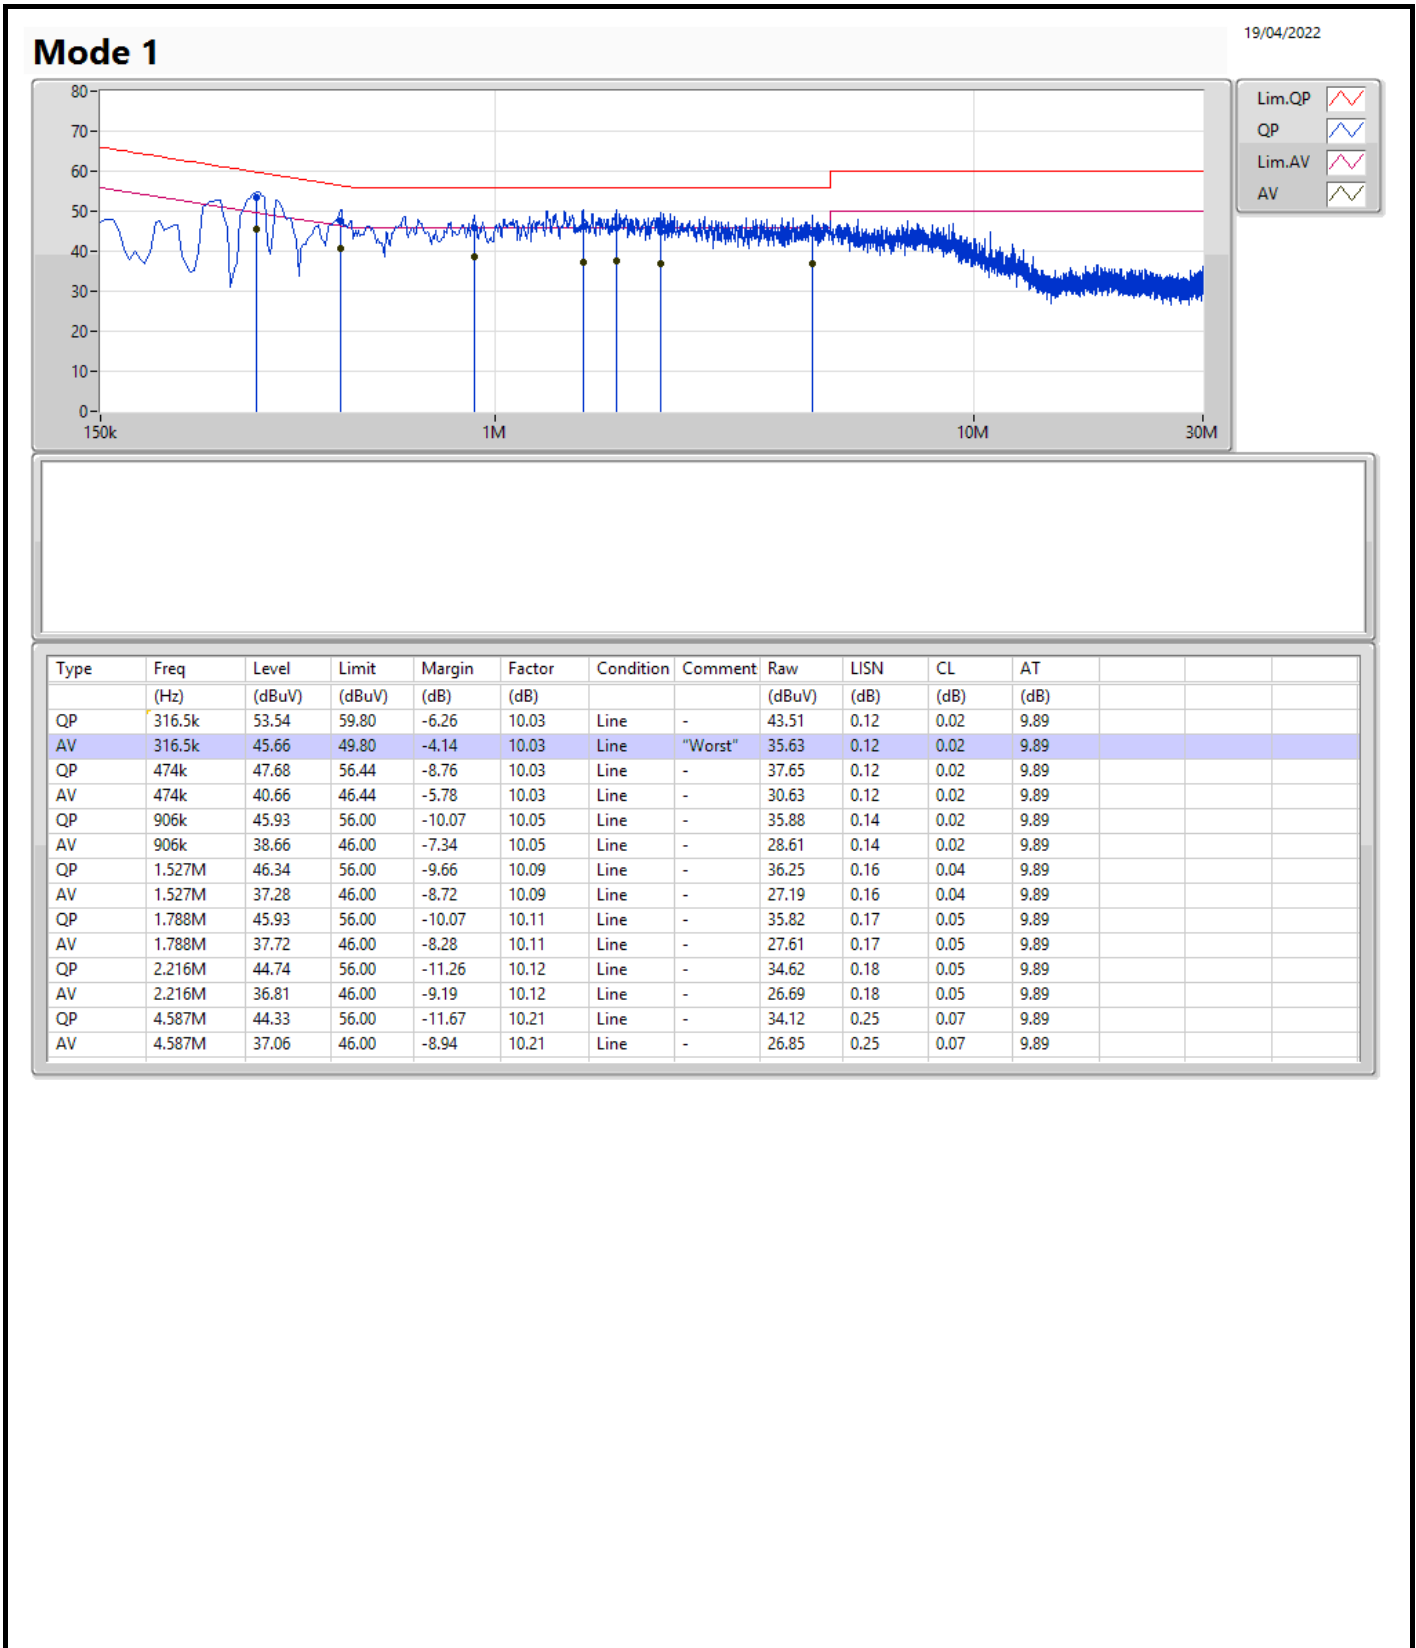 19/04/2022
Mode 1
80
70
60
50
40
30
20
10
0
150k 1M 10M 30M
Lim.QP
QP
Lim.AV
AV
Type Freq Level Limit Margin Factor Condition Comment Raw LISN CL AT
(Hz) (dBuV) (dBuV) (dB) (dB) (dBuV) (dB) (dB) (dB)
QP 316.5k 53.54 59.80 -6.26 10.03 Line - 43.51 0.12 0.02 9.89
AV 316.5k 45.66 49.80 -4.14 10.03 Line "Worst" 35.63 0.12 0.02 9.89
QP 474k 47.68 56.44 -8.76 10.03 Line - 37.65 0.12 0.02 9.89
AV 474k 40.66 46.44 -5.78 10.03 Line - 30.63 0.12 0.02 9.89
QP 906k 45.93 56.00 -10.07 10.05 Line - 35.88 0.14 0.02 9.89
AV 906k 38.66 46.00 -7.34 10.05 Line - 28.61 0.14 0.02 9.89
QP 1.527M 46.34 56.00 -9.66 10.09 Line - 36.25 0.16 0.04 9.89
AV 1.527M 37.28 46.00 -8.72 10.09 Line - 27.19 0.16 0.04 9.89
QP 1.788M 45.93 56.00 -10.07 10.11 Line - 35.82 0.17 0.05 9.89
AV 1.788M 37.72 46.00 -8.28 10.11 Line - 27.61 0.17 0.05 9.89
QP 2.216M 44.74 56.00 -11.26 10.12 Line - 34.62 0.18 0.05 9.89
AV 2.216M 36.81 46.00 -9.19 10.12 Line - 26.69 0.18 0.05 9.89
QP 4.587M 44.33 56.00 -11.67 10.21 Line - 34.12 0.25 0.07 9.89
AV 4.587M 37.06 46.00 -8.94 10.21 Line - 26.85 0.25 0.07 9.89